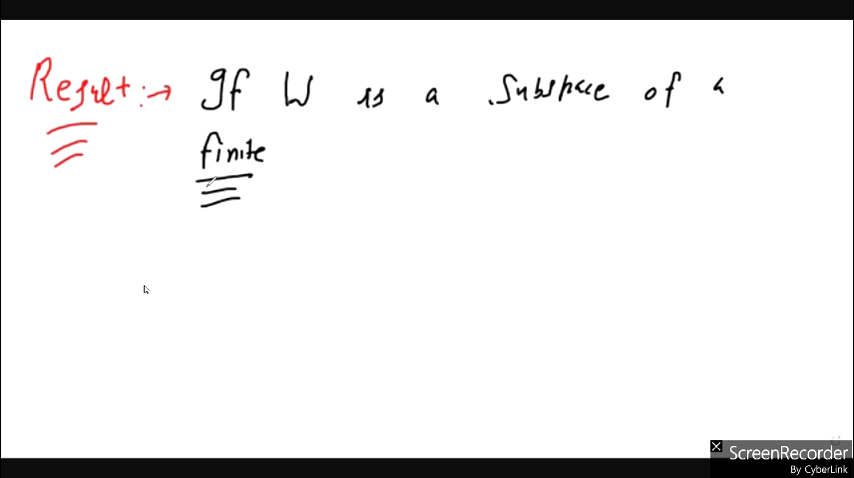 Result :→ If W is a Subspace of a
finite
ScreenRecorder
By CyberLink